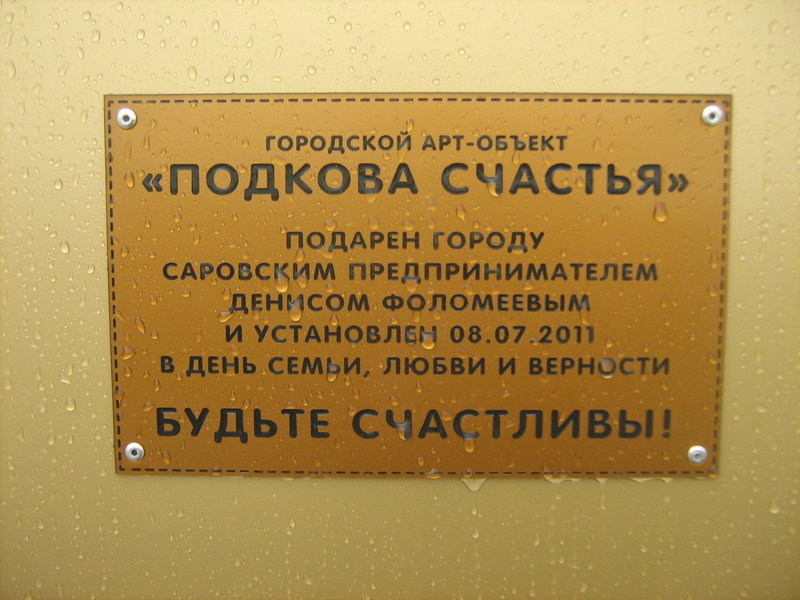 ГОРОДСКОЙ АРТ-ОБЪЕКТ
«ПОДКОВА СЧАСТЬЯ»
ПОДАРЕН ГОРОДУ
САРОВСКИМ ПРЕДПРИНИМАТЕЛЕМ
ДЕНИСОМ ФОЛОМЕЕВЫМ
И УСТАНОВЛЕН 08.07.2011
В ДЕНЬ СЕМЬИ, ЛЮБВИ И ВЕРНОСТИ
БУДЬТЕ СЧАСТЛИВЫ!